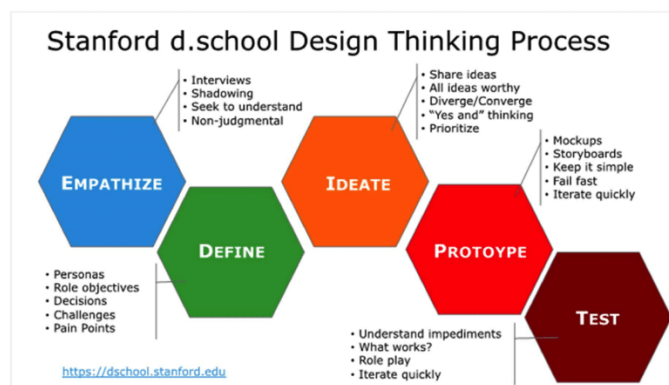 Stanford d.school Design Thinking Process
• Interviews
• Shadowing
• Seek to understand
• Non-judgmental
EMPATHIZE
• Personas
• Role objectives
• Decisions
• Challenges
• Pain Points
DEFINE
• Share ideas
• All ideas worthy
• Diverge/Converge
• “Yes and” thinking
• Prioritize
IDEATE
• Mockups
• Storyboards
• Keep it simple
• Fail fast
• Iterate quickly
PROTOYPE
• Understand impediments
• What works?
• Role play
• Iterate quickly
TEST
https://dschool.stanford.edu